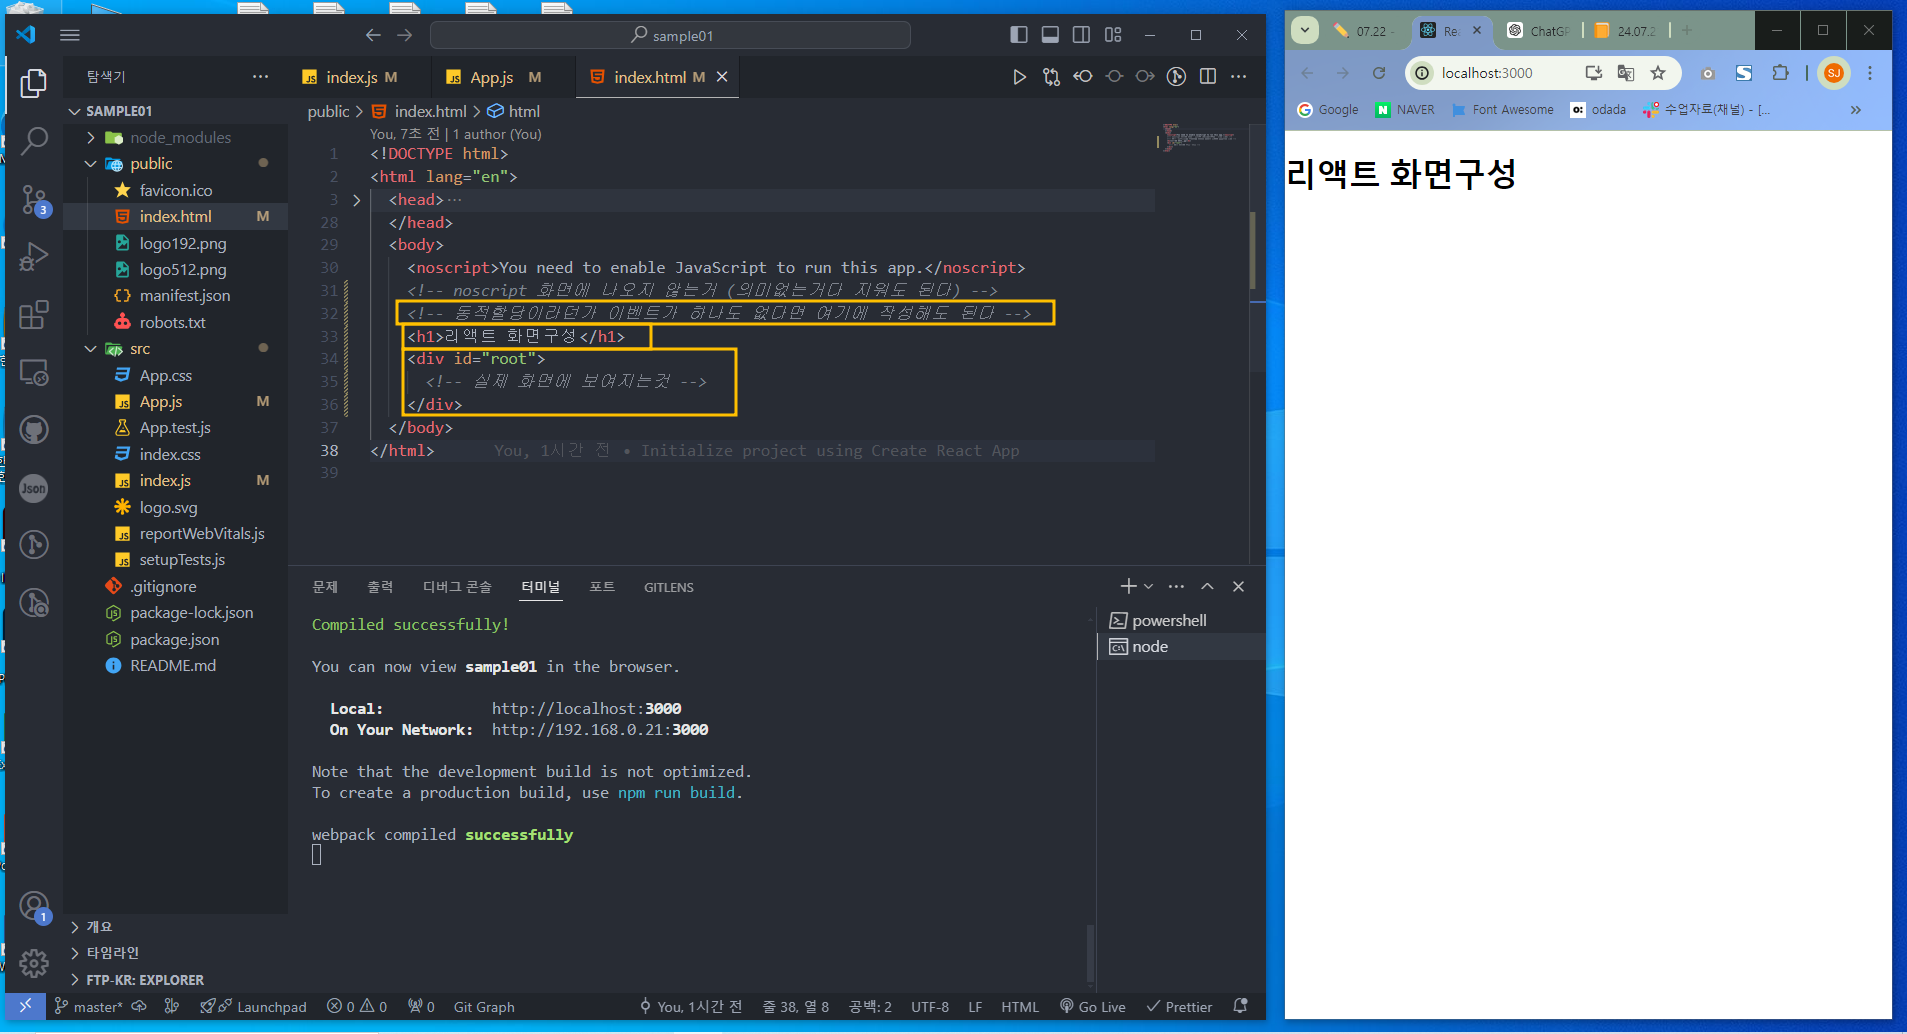 sample01
탐색기
SAMPLE01
node_modules
public
favicon.ico
index.html M
logo192.png
logo512.png
manifest.json
robots.txt
src
App.css
App.js M
App.test.js
index.css
index.js M
logo.svg
reportWebVitals.js
setupTests.js
.gitignore
package-lock.json
package.json
README.md
개요
타임라인
FTP-KR: EXPLORER
3
Json
1
index.js M
App.js M
index.html M
public > index.html > html
You, 7초 전 | 1 author (You)
1 <!DOCTYPE html>
2 <html lang="en">
3 <head>…
28 </head>
29 <body>
30 <noscript>You need to enable JavaScript to run this app.</noscript>
31 <!-- noscript 화면에 나오지 않는거 (의미없는거다 지워도 된다) -->
32 <!-- 동적할당이라던가 이벤트가 하나도 없다면 여기에 작성해도 된다 -->
33 <h1>리액트 화면구성</h1>
34 <div id="root">
35 <!-- 실제 화면에 보여지는것 -->
36 </div>
37 </body>
38 </html> You, 1시간 전 • Initialize project using Create React App
39
문제 출력 디버그 콘솔 터미널 포트 GITLENS
Compiled successfully!
You can now view sample01 in the browser.
Local: http://localhost:3000
On Your Network: http://192.168.0.21:3000
Note that the development build is not optimized.
To create a production build, use npm run build.
webpack compiled successfully
powershell
node
master* Launchpad 0 0 0 Git Graph You, 1시간 전 줄 38, 열 8 공백: 2 UTF-8 LF HTML Go Live Prettier
07.22 - Re ChatGP 24.07.2
localhost:3000 SJ
Google NAVER Font Awesome odada 수업자료(채널) - [...
리액트 화면구성